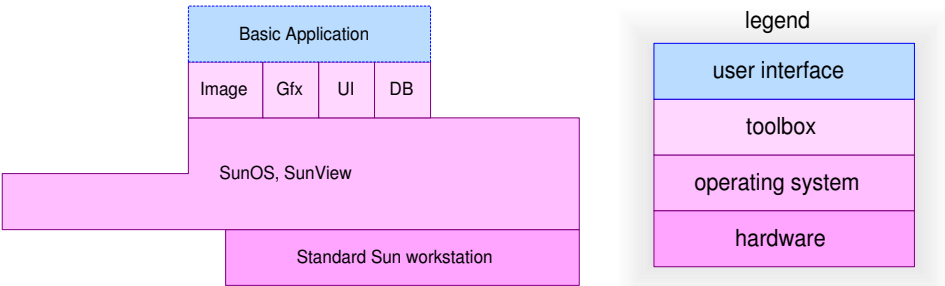 Basic Application
Image Gfx UI DB
SunOS, SunView
Standard Sun workstation
legend
user interface
toolbox
operating system
hardware